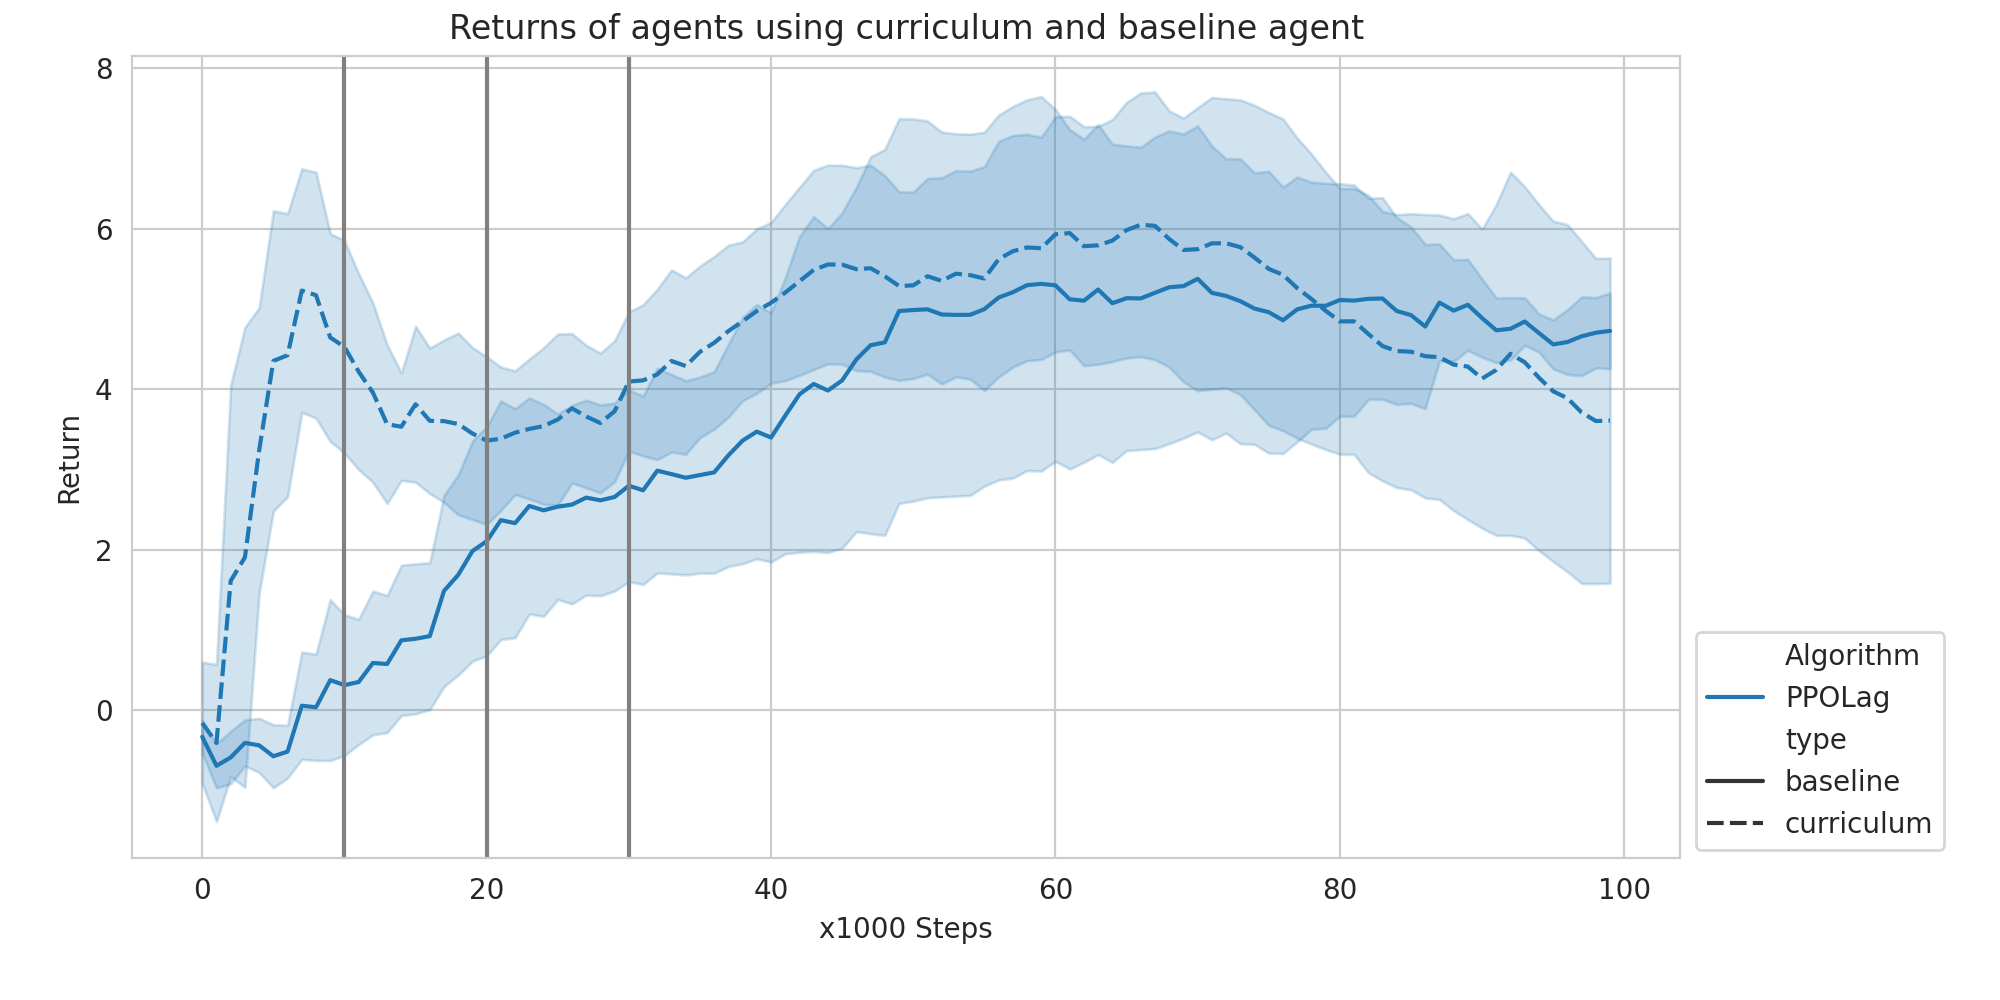 Returns of agents using curriculum and baseline agent
8
6
4
2
0
Return
0 20 40 60 80 100
x1000 Steps
Algorithm
PPOLag
type
baseline
curriculum